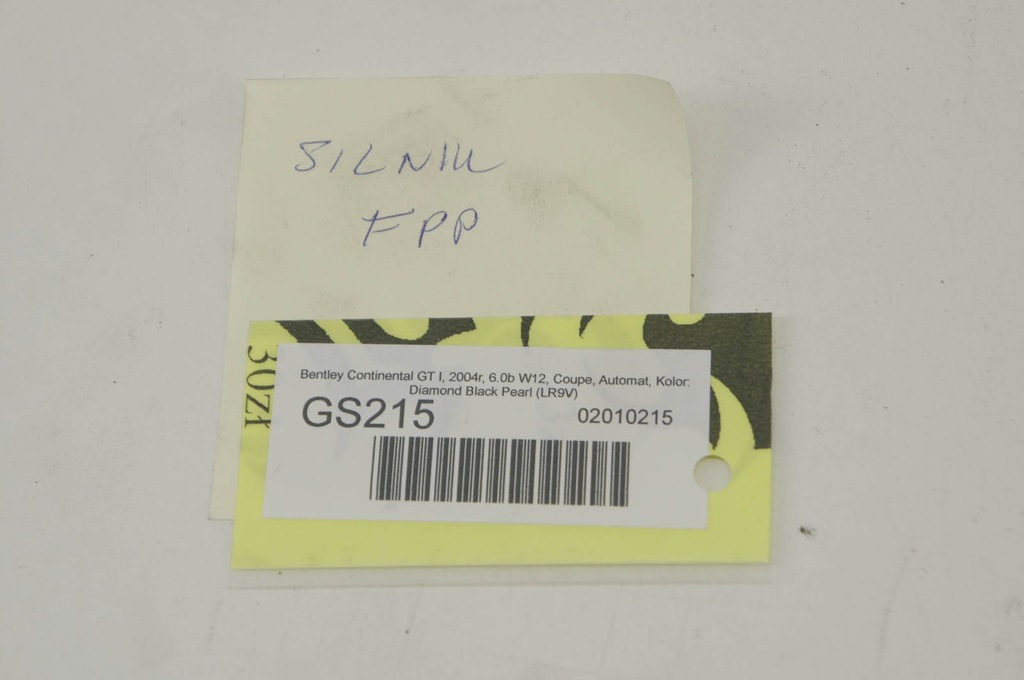 SILNIK
FPP
30Zł
Bentley Continental GT I, 2004r, 6.0b W12, Coupe, Automat, Kolor:
Diamond Black Pearl (LR9V)
GS215 02010215